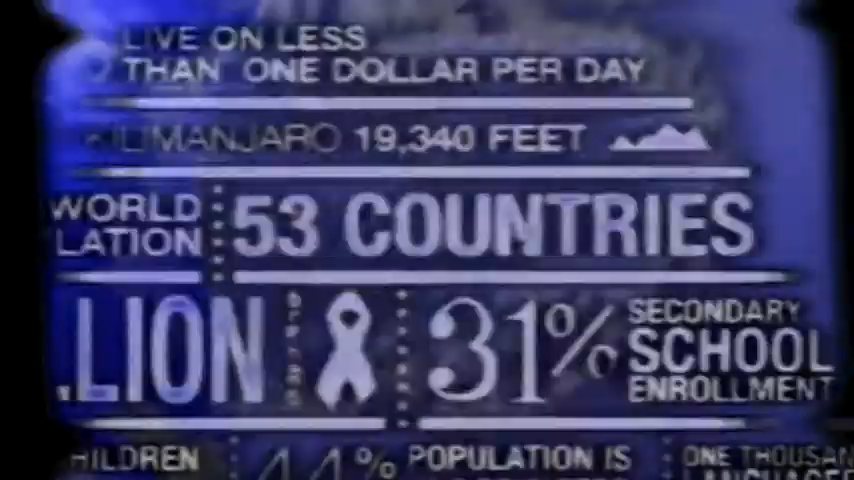 LIVE ON LESS
THAN ONE DOLLAR PER DAY
KILIMANJARO 19,340 FEET
WORLD
LATION
53 COUNTRIES
LION
31%
SECONDARY
SCHOOL
ENROLLMENT
HILDREN
44%
POPULATION IS
ONE THOUSAN